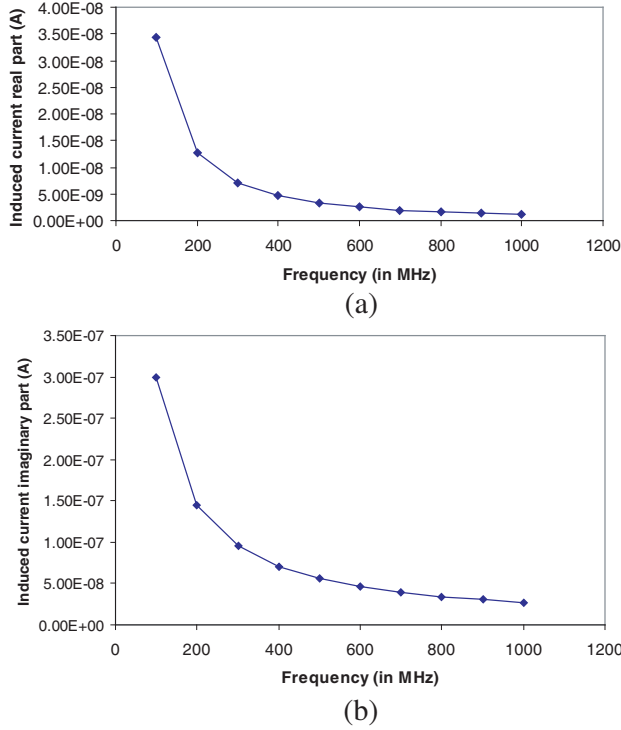 Induced current real part (A)
4.00E-08
3.50E-08
3.00E-08
2.50E-08
2.00E-08
1.50E-08
1.00E-08
5.00E-09
0.00E+00
0 200 400 600 800 1000 1200
Frequency (in MHz)
(a)
Induced current imaginary part (A)
3.50E-07
3.00E-07
2.50E-07
2.00E-07
1.50E-07
1.00E-07
5.00E-08
0.00E+00
0 200 400 600 800 1000 1200
Frequency (in MHz)
(b)